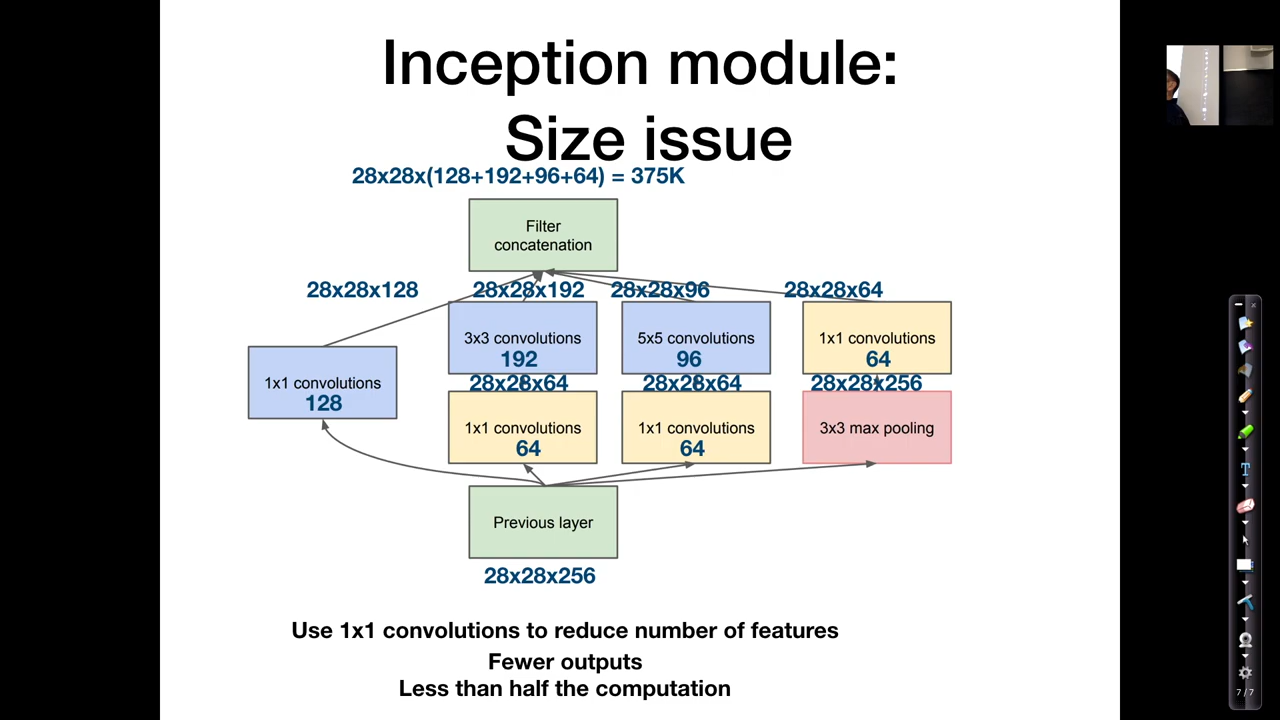 Inception module:
Size issue
28x28x(128+192+96+64) = 375K
Filter
concatenation
28x28x128
28x28x192
28x28x96
28x28x64
3x3 convolutions
192
5x5 convolutions
96
1x1 convolutions
64
1x1 convolutions
128
28x28x64
28x28x64
28x28x256
1x1 convolutions
64
1x1 convolutions
64
3x3 max pooling
Previous layer
28x28x256
Use 1x1 convolutions to reduce number of features
Fewer outputs
Less than half the computation
7/7